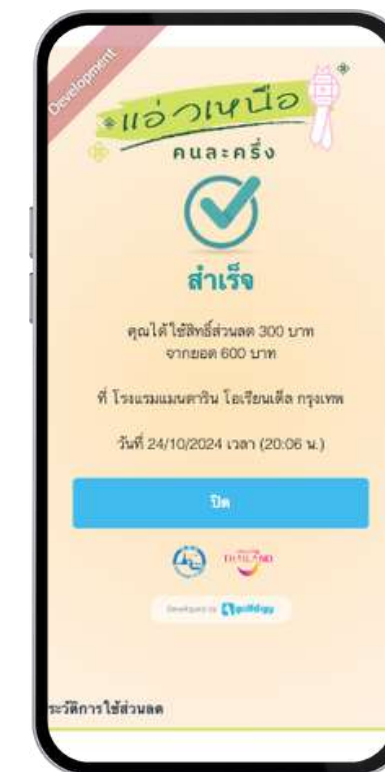 Development
แอ่วเหนือ
คนละครึ่ง
สำเร็จ
คุณได้ใช้สิทธิ์ส่วนลด 300 บาท
จากยอด 600 บาท
ที่ โรงแรมแมนดาริน โอเรียนเต็ล กรุงเทพ
วันที่ 24/10/2024 เวลา (20:06 น.)
ปิด
THAILAND
Developed by golfdigg
ระวัติการใช้ส่วนลด